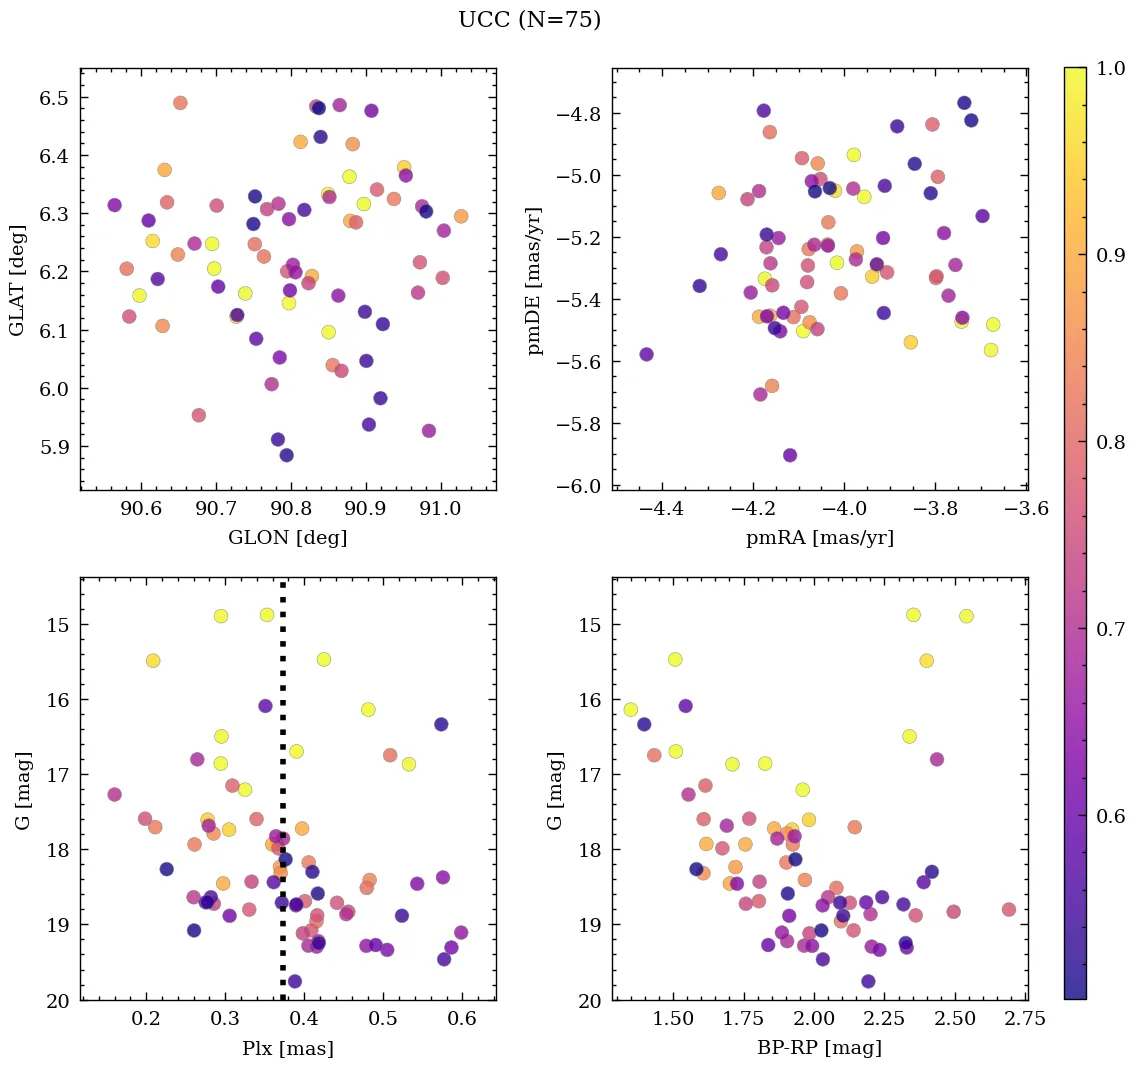 UCC (N=75)
6.5
6.4
6.3
6.2
6.1
6.0
5.9
GLAT [deg]
90.6 90.7 90.8 90.9 91.0
GLON [deg]
−4.8
−5.0
−5.2
−5.4
−5.6
−5.8
−6.0
pmDE [mas/yr]
−4.4 −4.2 −4.0 −3.8 −3.6
pmRA [mas/yr]
15
16
17
18
19
20
G [mag]
0.2 0.3 0.4 0.5 0.6
Plx [mas]
15
16
17
18
19
20
G [mag]
1.50 1.75 2.00 2.25 2.50 2.75
BP-RP [mag]
1.0
0.9
0.8
0.7
0.6